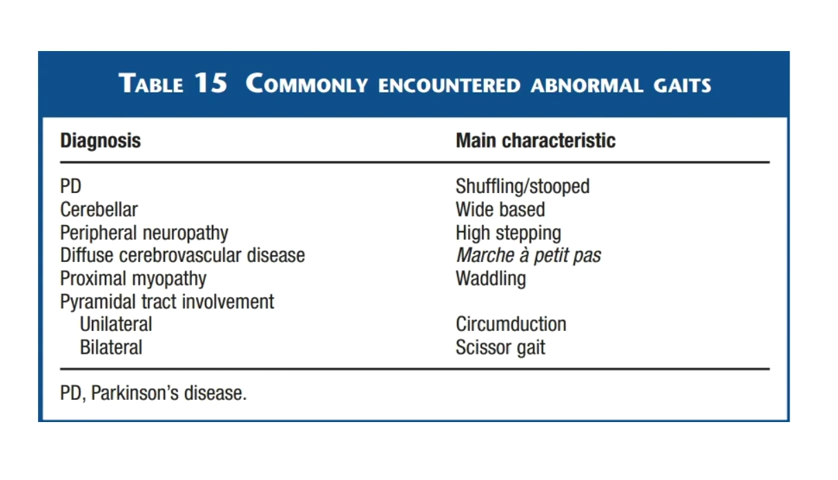 TABLE 15 COMMONLY ENCOUNTERED ABNORMAL GAITS
Diagnosis Main characteristic
PD Shuffling/stooped
Cerebellar Wide based
Peripheral neuropathy High stepping
Diffuse cerebrovascular disease Marche à petit pas
Proximal myopathy Waddling
Pyramidal tract involvement
Unilateral Circumduction
Bilateral Scissor gait
PD, Parkinson's disease.